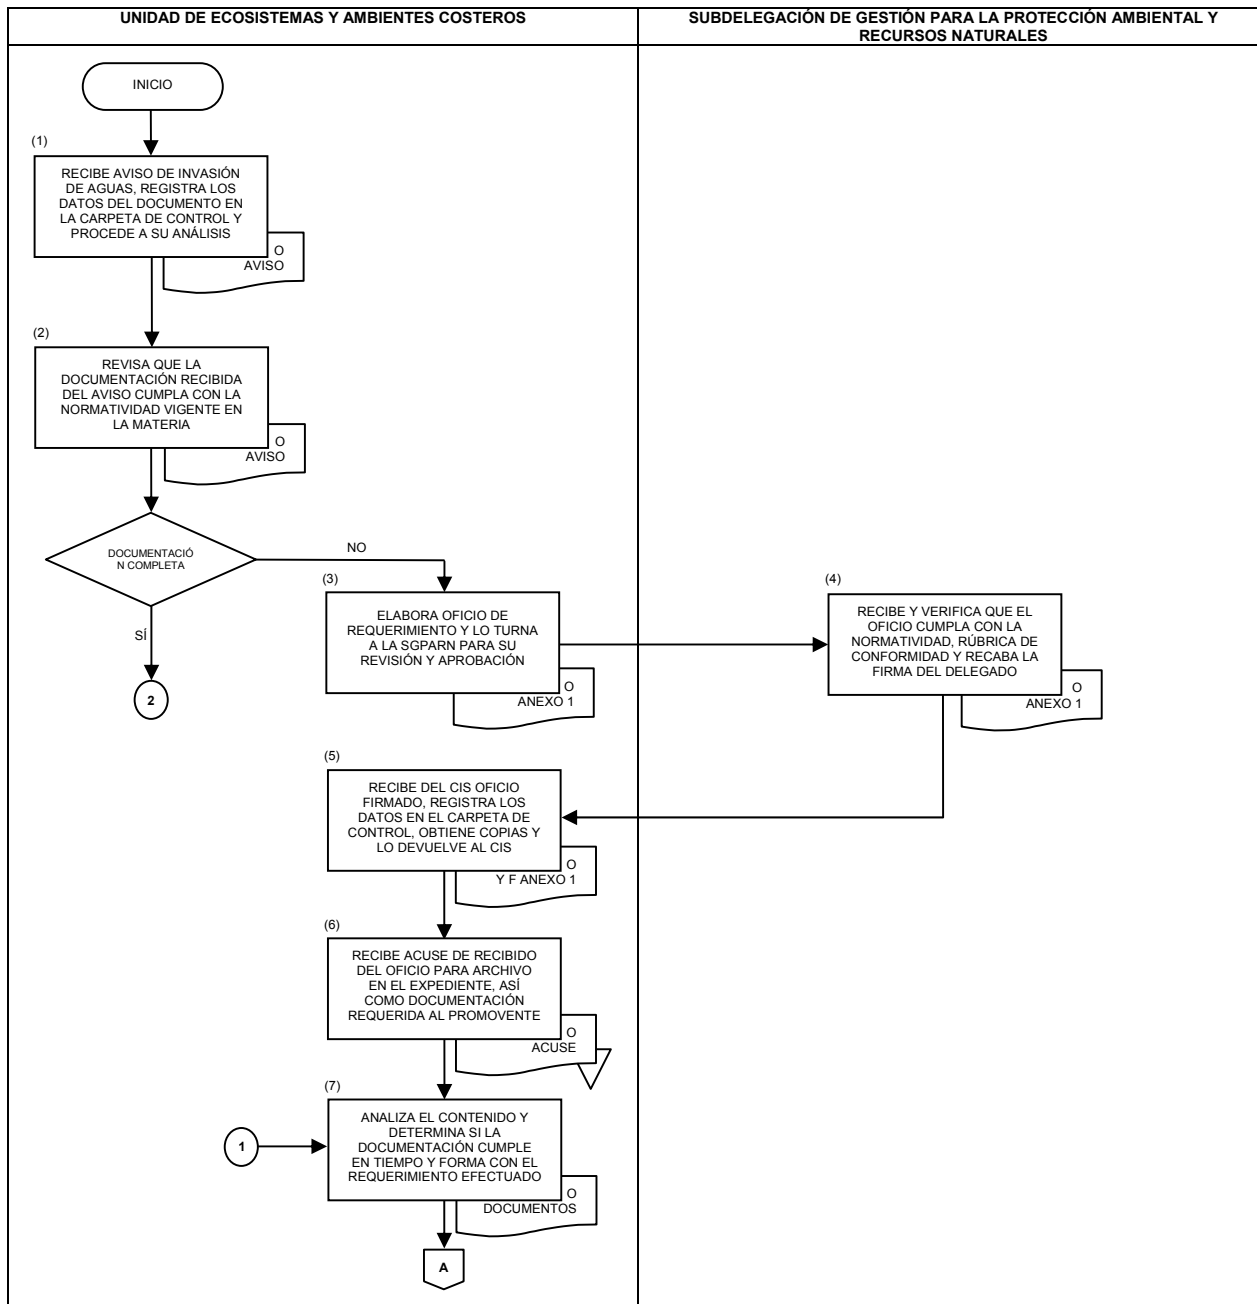 UNIDAD DE ECOSISTEMAS Y AMBIENTES COSTEROS
SUBDELEGACIÓN DE GESTIÓN PARA LA PROTECCIÓN AMBIENTAL Y
RECURSOS NATURALES
INICIO
(1)
RECIBE AVISO DE INVASIÓN
DE AGUAS, REGISTRA LOS
DATOS DEL DOCUMENTO EN
LA CARPETA DE CONTROL Y
PROCEDE A SU ANÁLISIS
O
AVISO
(2)
REVISA QUE LA
DOCUMENTACIÓN RECIBIDA
DEL AVISO CUMPLA CON LA
NORMATIVIDAD VIGENTE EN
LA MATERIA
O
AVISO
DOCUMENTACIÓ
N COMPLETA
NO
SÍ
2
(3)
ELABORA OFICIO DE
REQUERIMIENTO Y LO TURNA
A LA SGPARN PARA SU
REVISIÓN Y APROBACIÓN
O
ANEXO 1
(4)
RECIBE Y VERIFICA QUE EL
OFICIO CUMPLA CON LA
NORMATIVIDAD, RÚBRICA DE
CONFORMIDAD Y RECABA LA
FIRMA DEL DELEGADO
O
ANEXO 1
(5)
RECIBE DEL CIS OFICIO
FIRMADO, REGISTRA LOS
DATOS EN EL CARPETA DE
CONTROL, OBTIENE COPIAS Y
LO DEVUELVE AL CIS
O
Y F ANEXO 1
(6)
RECIBE ACUSE DE RECIBIDO
DEL OFICIO PARA ARCHIVO
EN EL EXPEDIENTE, ASÍ
COMO DOCUMENTACIÓN
REQUERIDA AL PROMOVENTE
O
ACUSE
(7)
1
ANALIZA EL CONTENIDO Y
DETERMINA SI LA
DOCUMENTACIÓN CUMPLE
EN TIEMPO Y FORMA CON EL
REQUERIMIENTO EFECTUADO
O
DOCUMENTOS
A